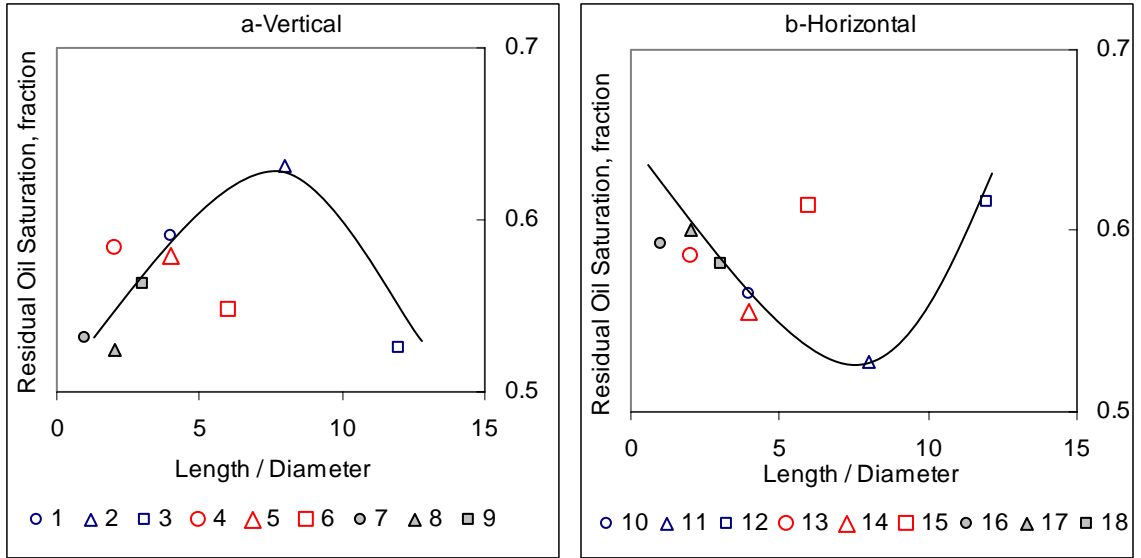 a-Vertical
Residual Oil Saturation, fraction
0.7
0.6
0.5
0 5 10 15
Length / Diameter
1 2 3 4 5 6 7 8 9
b-Horizontal
Residual Oil Saturation, fraction
0.7
0.6
0.5
0 5 10 15
Length / Diameter
10 11 12 13 14 15 16 17 18